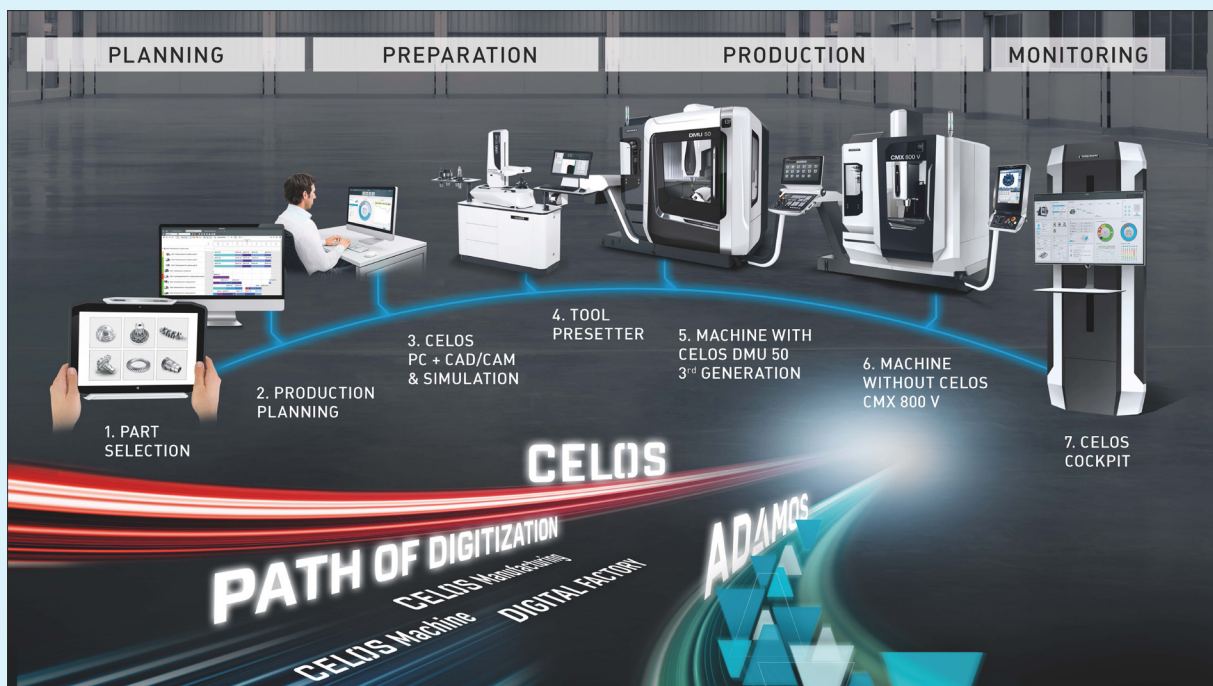 PLANNING
PREPARATION
PRODUCTION
MONITORING
DMU 50
CMX 800 V
1. PART
SELECTION
2. PRODUCTION
PLANNING
3. CELOS
PC + CAD/CAM
& SIMULATION
4. TOOL
PRESETTER
5. MACHINE WITH
CELOS DMU 50
3rd GENERATION
6. MACHINE
WITHOUT CELOS
CMX 800 V
7. CELOS
COCKPIT
CELOS
PATH OF DIGITIZATION
CELOS Manufacturing
CELOS Machine
DIGITAL FACTORY
ADAMOS